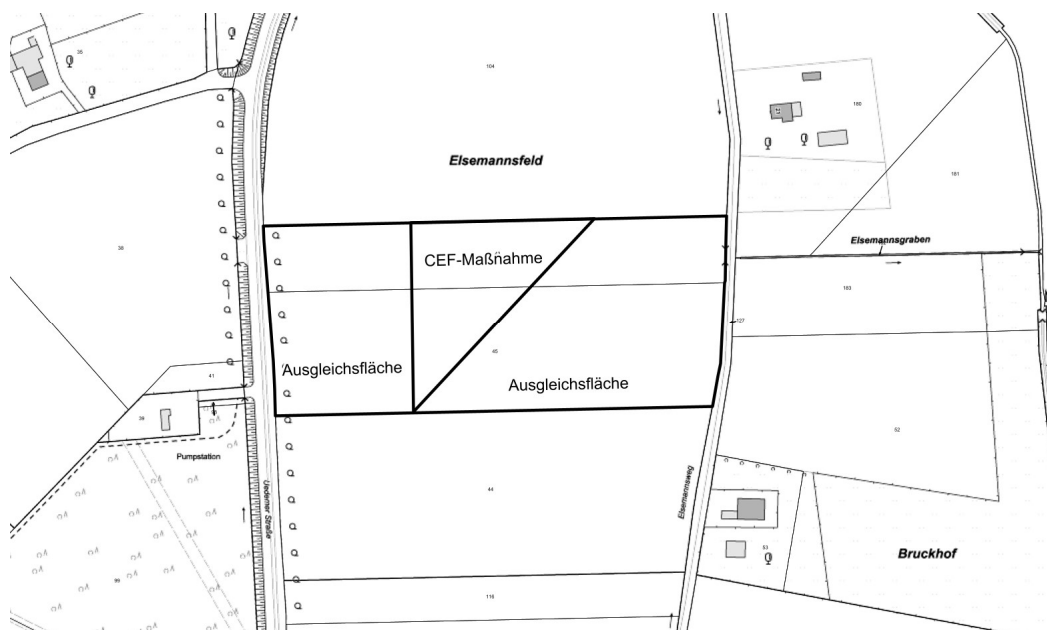 35
104
180
Elsemannsfeld
181
38
CEF-Maßnahme
Elsemannsgraben
183
127
45
Ausgleichsfläche
Ausgleichsfläche
41
39
52
Pumpstation
44
Uedemer Straße
Elsemannsweg
53
Bruckhof
99
116